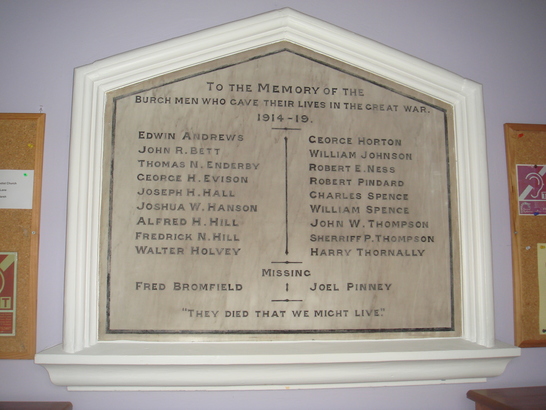 TO THE MEMORY OF THE
BURCH MEN WHO GAVE THEIR LIVES IN THE GREAT WAR.
1914-19.
EDWIN ANDREWS
JOHN R. BETT
THOMAS N. ENDERBY
GEORGE H. EVISON
JOSEPH H. HALL
JOSHUA W. HANSON
ALFRED H. HILL
FREDRICK N. HILL
WALTER HOLVEY
GEORGE HORTON
WILLIAM JOHNSON
ROBERT E. NESS
ROBERT PINDARD
CHARLES SPENCE
WILLIAM SPENCE
JOHN W. THOMPSON
SHERRIFF P. THOMPSON
HARRY THORNALLY
MISSING
FRED BROMFIELD
JOEL PINNEY
"THEY DIED THAT WE MIGHT LIVE."